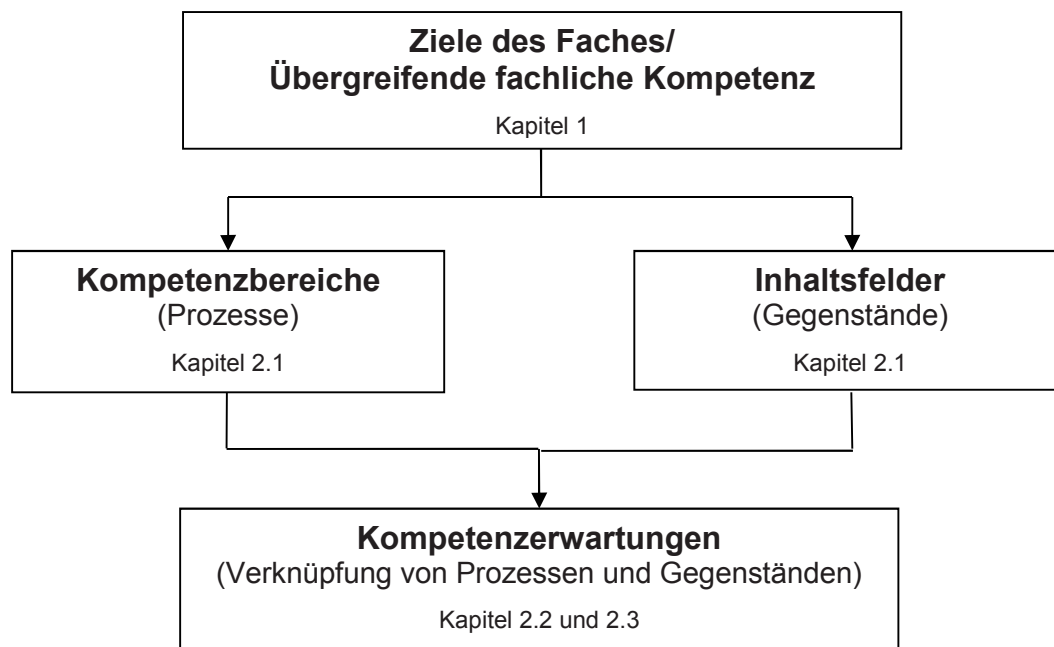 Ziele des Faches/
Übergreifende fachliche Kompetenz
Kapitel 1
Kompetenzbereiche
(Prozesse)
Kapitel 2.1
Inhaltsfelder
(Gegenstände)
Kapitel 2.1
Kompetenzerwartungen
(Verknüpfung von Prozessen und Gegenständen)
Kapitel 2.2 und 2.3